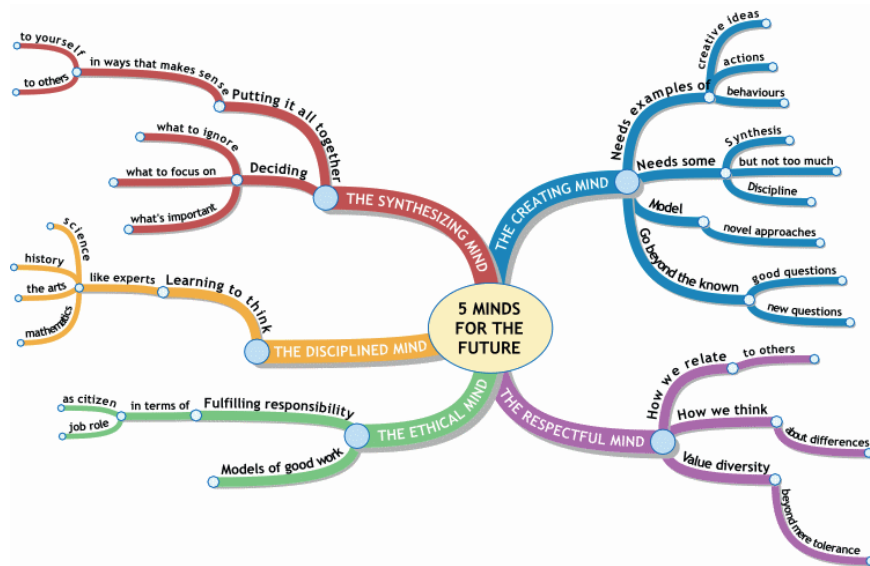 5 MINDS
FOR THE
FUTURE
THE CREATING MIND
Needs examples of
creative ideas
actions
behaviours
Needs some
Synthesis
but not too much
Discipline
Model
novel approaches
Go beyond the known
good questions
new questions
THE RESPECTFUL MIND
How we relate
to others
How we think
about differences
Value diversity
beyond mere tolerance
THE ETHICAL MIND
Fulfilling responsibility
in terms of
as citizen
job role
Models of good work
THE DISCIPLINED MIND
Learning to think
like experts
science
history
the arts
mathematics
THE SYNTHESIZING MIND
Putting it all together
in ways that makes sense
to yourself
to others
Deciding
what to ignore
what to focus on
what's important